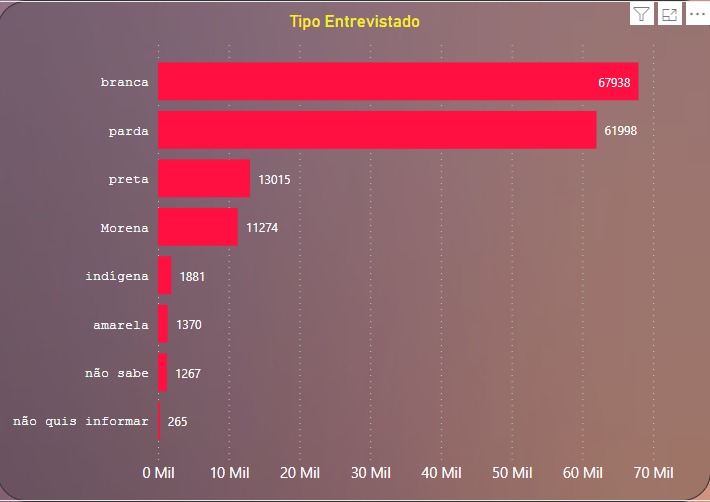 Tipo Entrevistado
branca 67938
parda 61998
preta 13015
Morena 11274
indígena 1881
amarela 1370
não sabe 1267
não quis informar 265
0 Mil 10 Mil 20 Mil 30 Mil 40 Mil 50 Mil 60 Mil 70 Mil